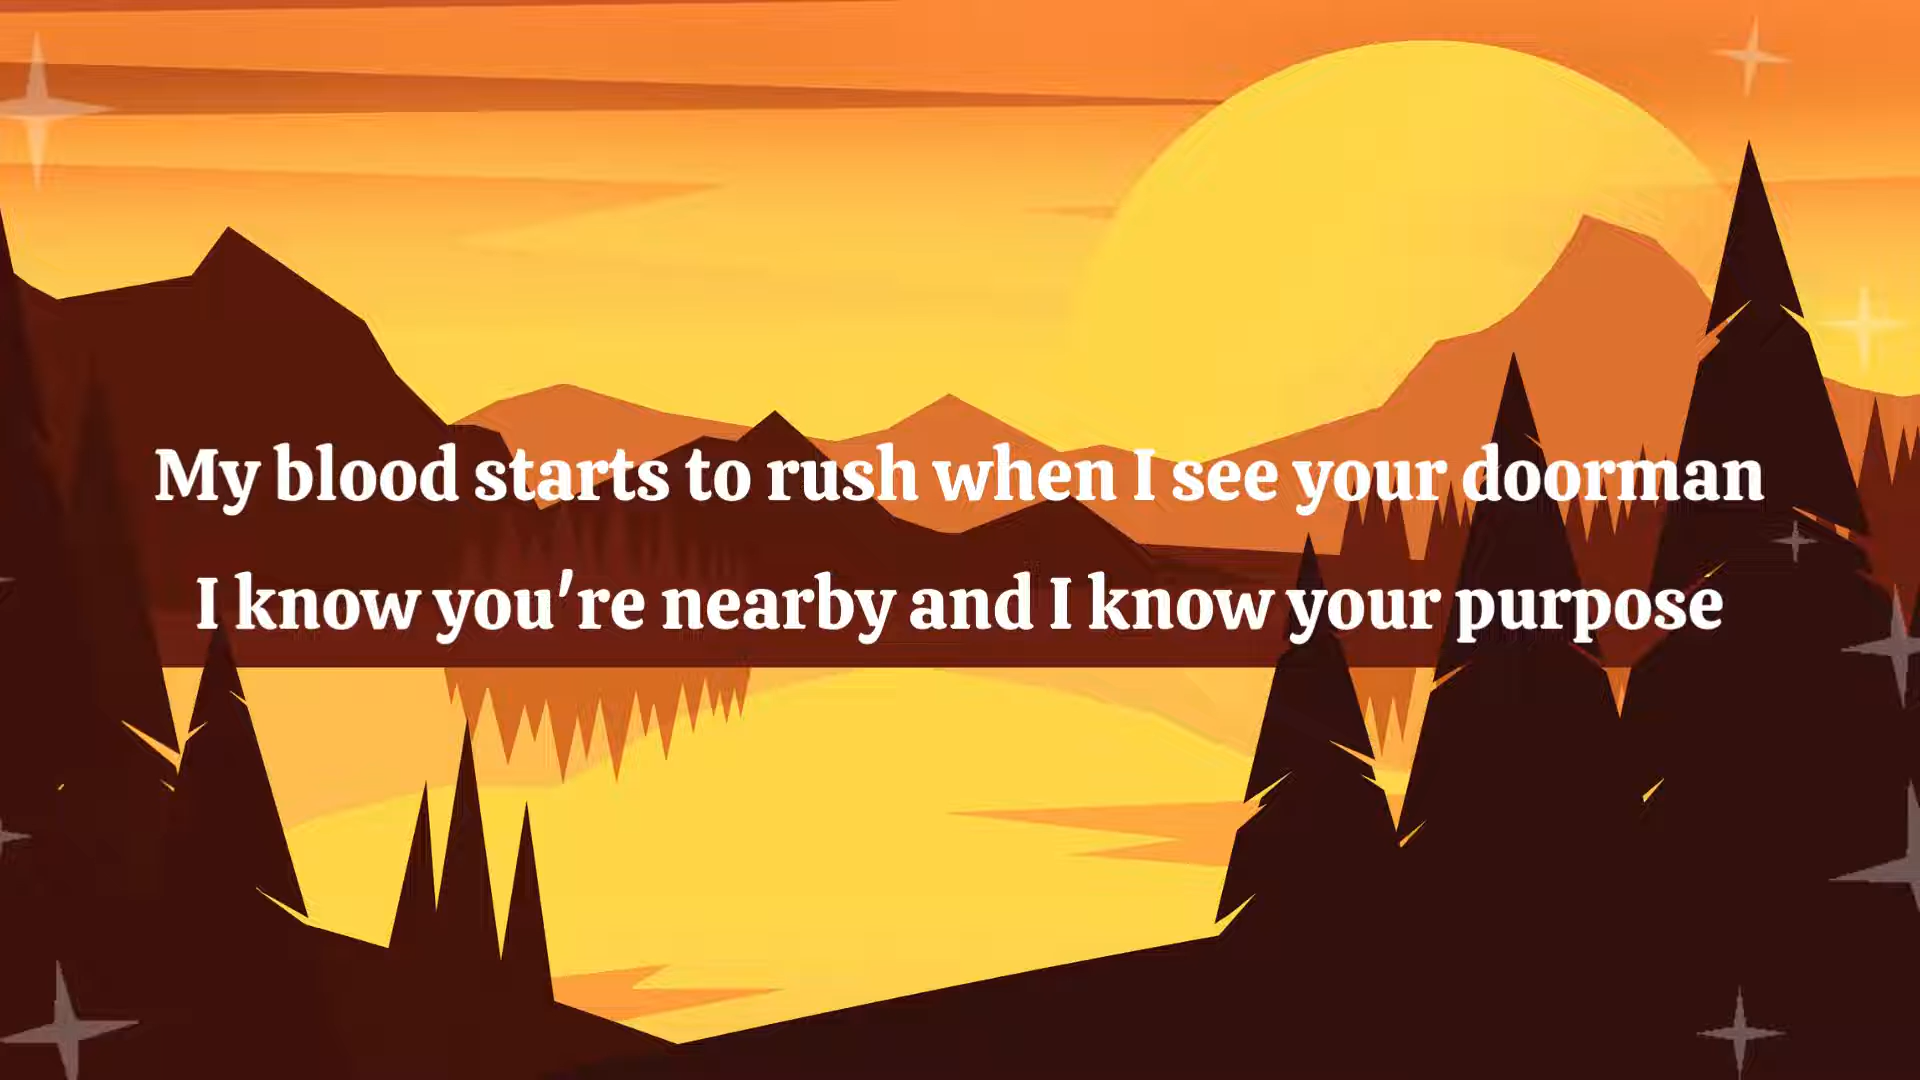 My blood starts to rush when I see your doorman
I know you're nearby and I know your purpose